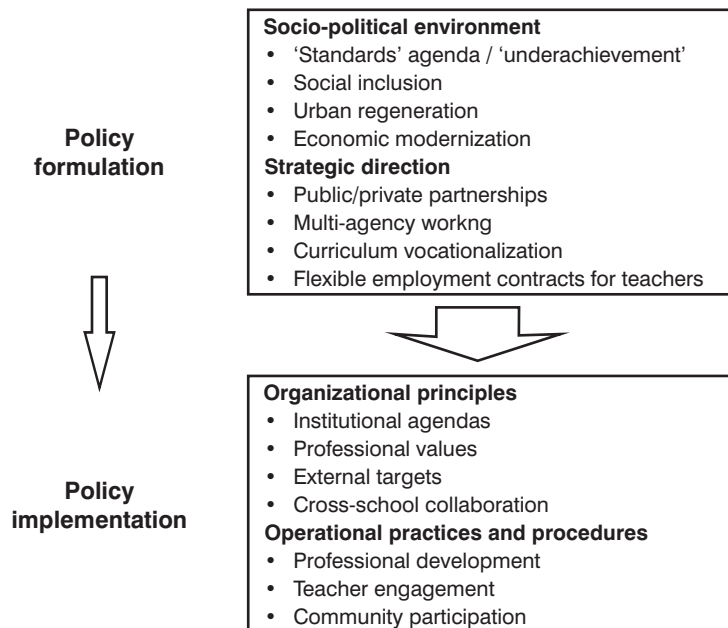 Socio-political environment
• ‘Standards’ agenda / ‘underachievement’
• Social inclusion
• Urban regeneration
• Economic modernization
Policy
formulation
Strategic direction
• Public/private partnerships
• Multi-agency workng
• Curriculum vocationalization
• Flexible employment contracts for teachers
Organizational principles
• Institutional agendas
• Professional values
• External targets
• Cross-school collaboration
Policy
implementation
Operational practices and procedures
• Professional development
• Teacher engagement
• Community participation